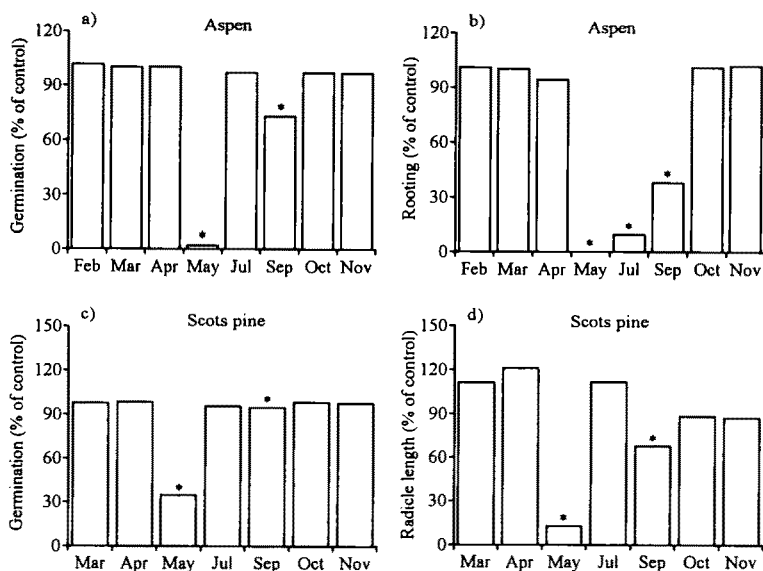 a)
Aspen
Germination (% of control)
120
90
60
30
0
*
*
Feb Mar Apr May Jul Sep Oct Nov
b)
Aspen
Rooting (% of control)
120
90
60
30
0
*
*
*
Feb Mar Apr May Jul Sep Oct Nov
c)
Scots pine
Germination (% of control)
150
120
90
60
30
0
*
*
Mar Apr May Jul Sep Oct Nov
d)
Scots pine
Radicle length (% of control)
150
120
90
60
30
0
*
*
Mar Apr May Jul Sep Oct Nov